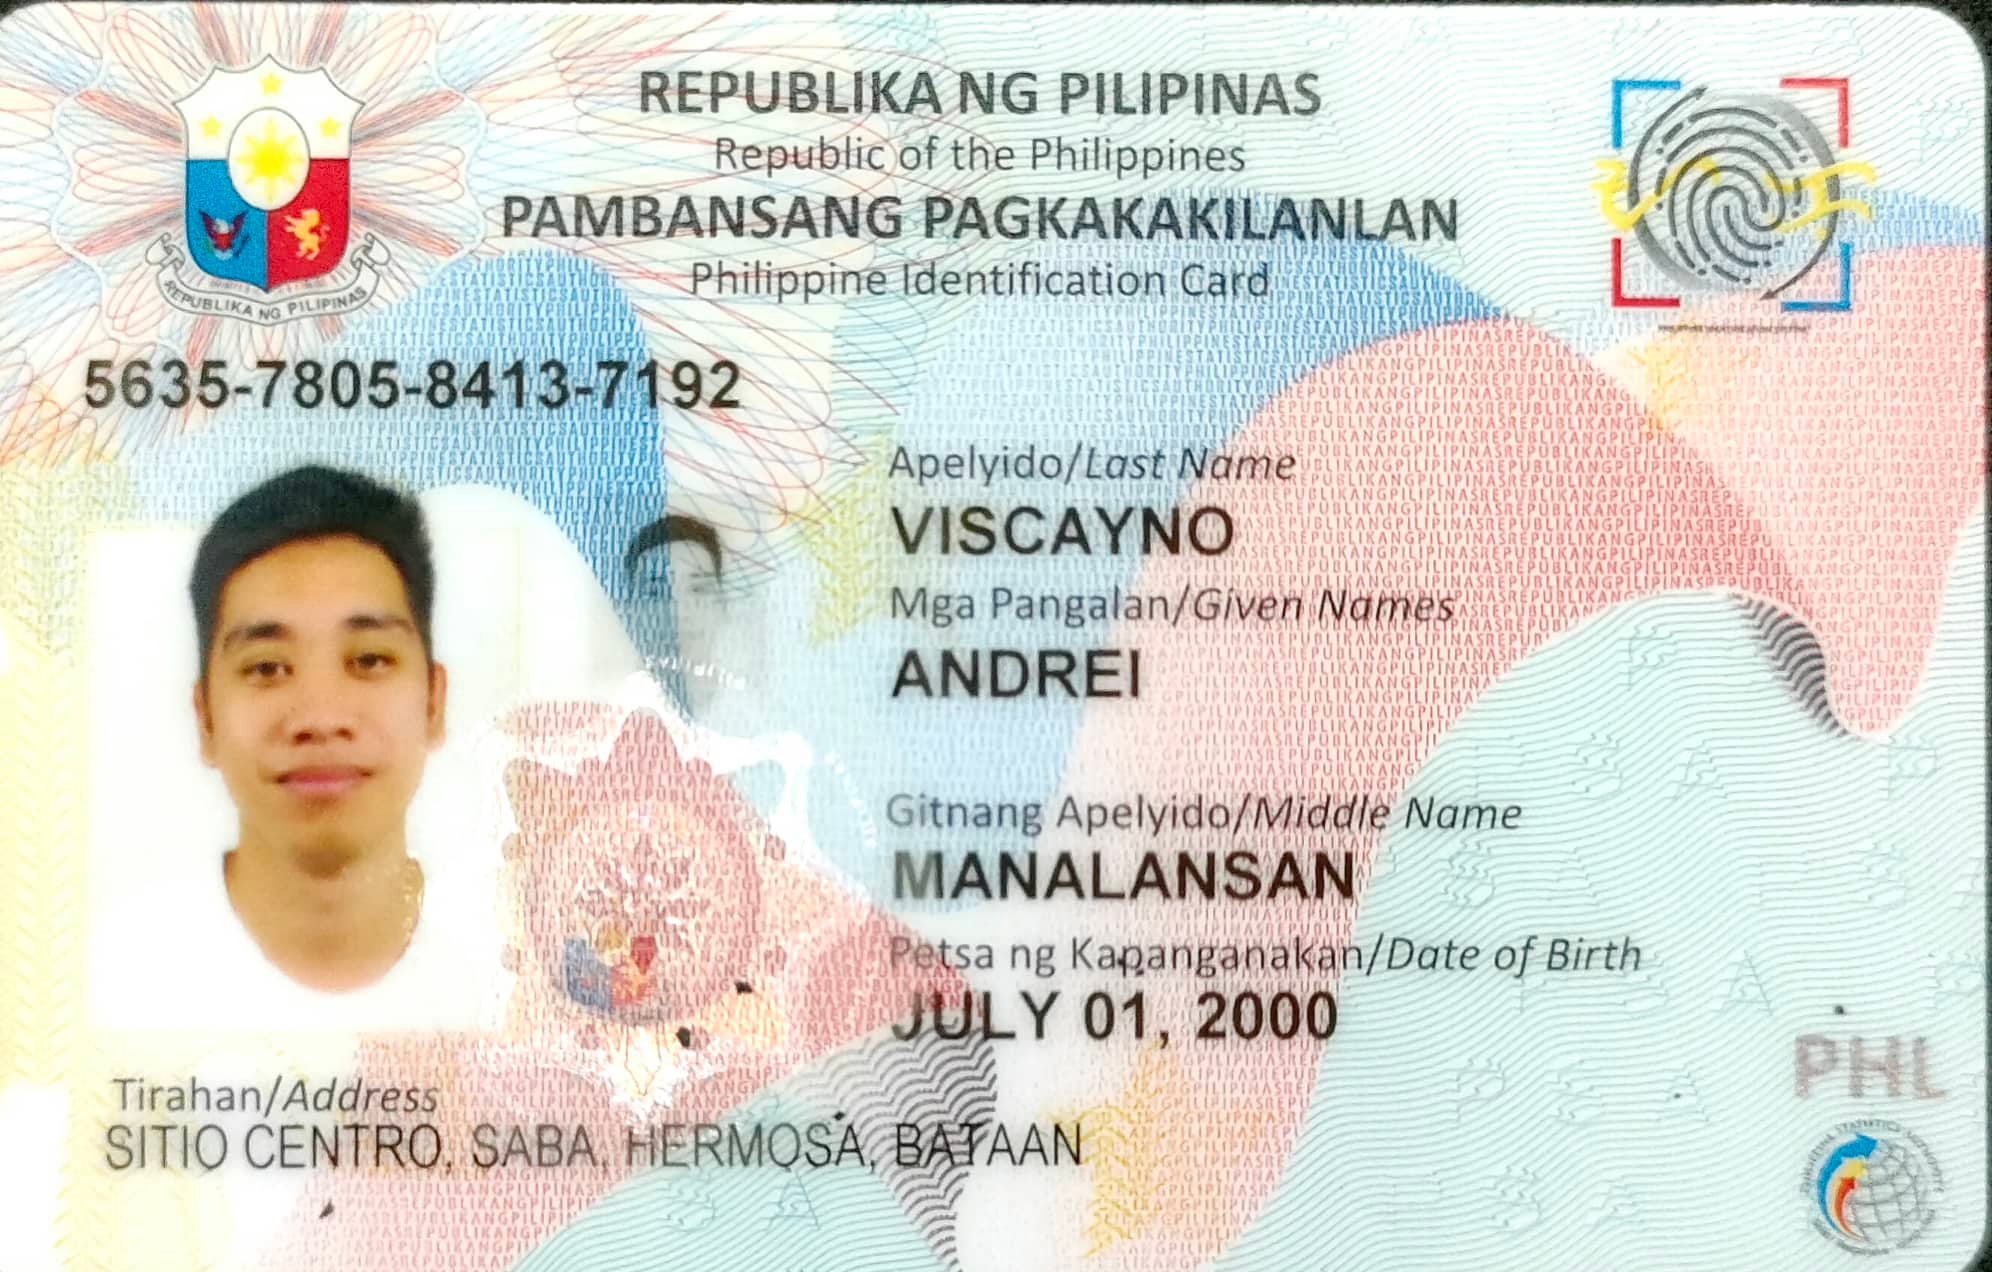 REPUBLIKA NG PILIPINAS
Republic of the Philippines
PAMBANSANG PAGKAKAKILANLAN
Philippine Identification Card
REPUBLIKA NG PILIPINAS
5635-7805-8413-7192
Apelyido/Last Name
VISCAYNO
Mga Pangalan/Given Names
ANDREI
Gitnang Apelyido/Middle Name
MANALANSAN
Petsa ng Kapanganakan/Date of Birth
JULY 01, 2000
PHL
Tirahan/Address
SITIO CENTRO, SABA, HERMOSA, BATAAN